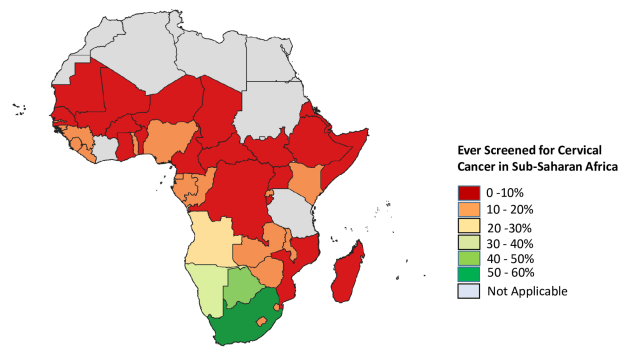 Ever Screened for Cervical
Cancer in Sub-Saharan Africa
0 -10%
10 - 20%
20 -30%
30 - 40%
40 - 50%
50 - 60%
Not Applicable